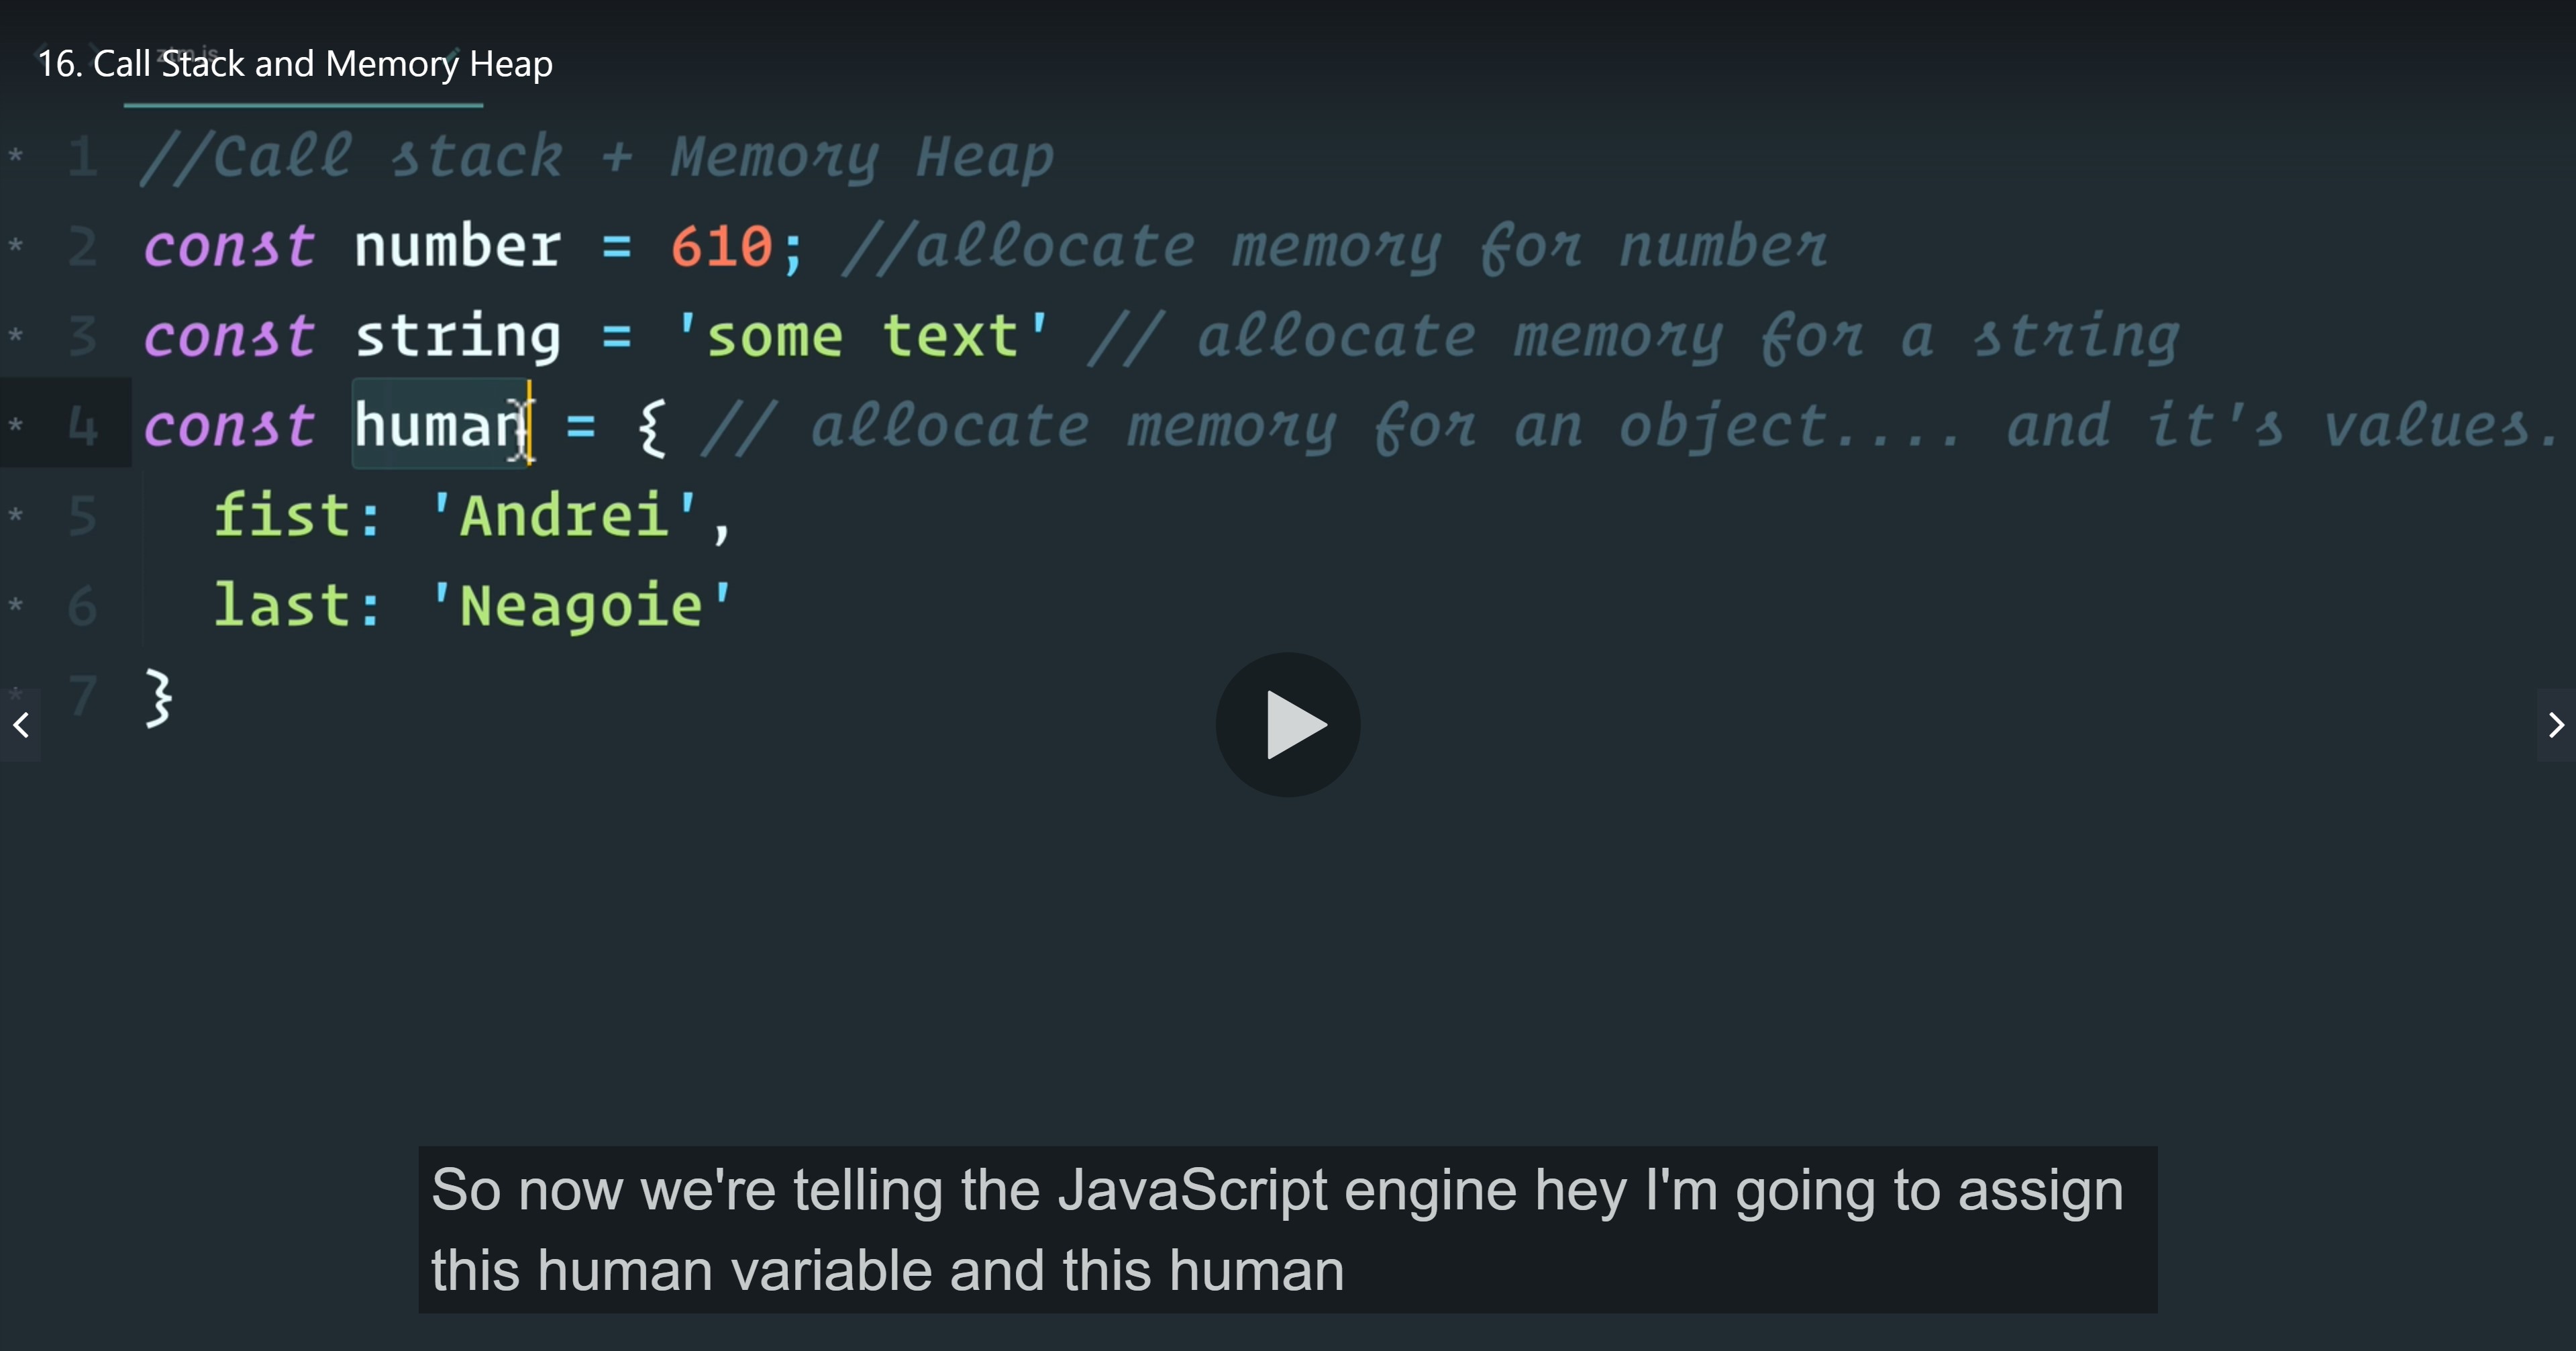 16. Call Stack and Memory Heap
ztm.js
* 1 //Call stack + Memory Heap
* 2 const number = 610; //allocate memory for number
* 3 const string = 'some text' // allocate memory for a string
* 4 const human = { // allocate memory for an object.... and it's values.
* 5 fist: 'Andrei',
* 6 last: 'Neagoie'
* 7 }
So now we're telling the JavaScript engine hey I'm going to assign
this human variable and this human